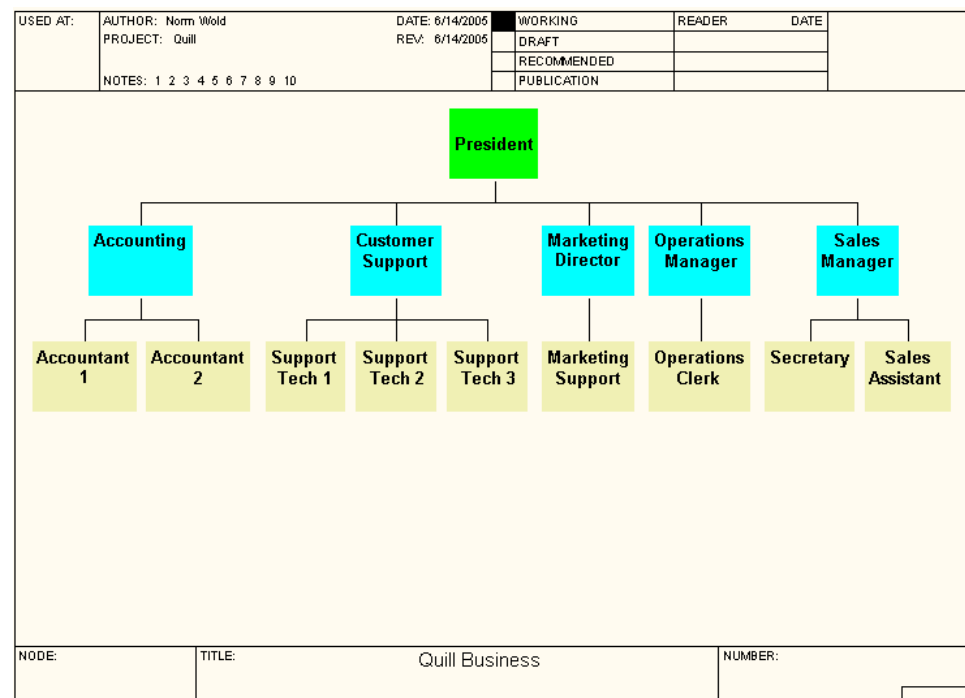 USED AT:
AUTHOR: Norm Wold
DATE: 6/14/2005
WORKING
READER
DATE
PROJECT: Quill
REV: 6/14/2005
DRAFT
RECOMMENDED
NOTES: 1 2 3 4 5 6 7 8 9 10
PUBLICATION
President
Accounting
Customer
Support
Marketing
Director
Operations
Manager
Sales
Manager
Accountant
1
Accountant
2
Support
Tech 1
Support
Tech 2
Support
Tech 3
Marketing
Support
Operations
Clerk
Secretary
Sales
Assistant
NODE:
TITLE:
Quill Business
NUMBER: